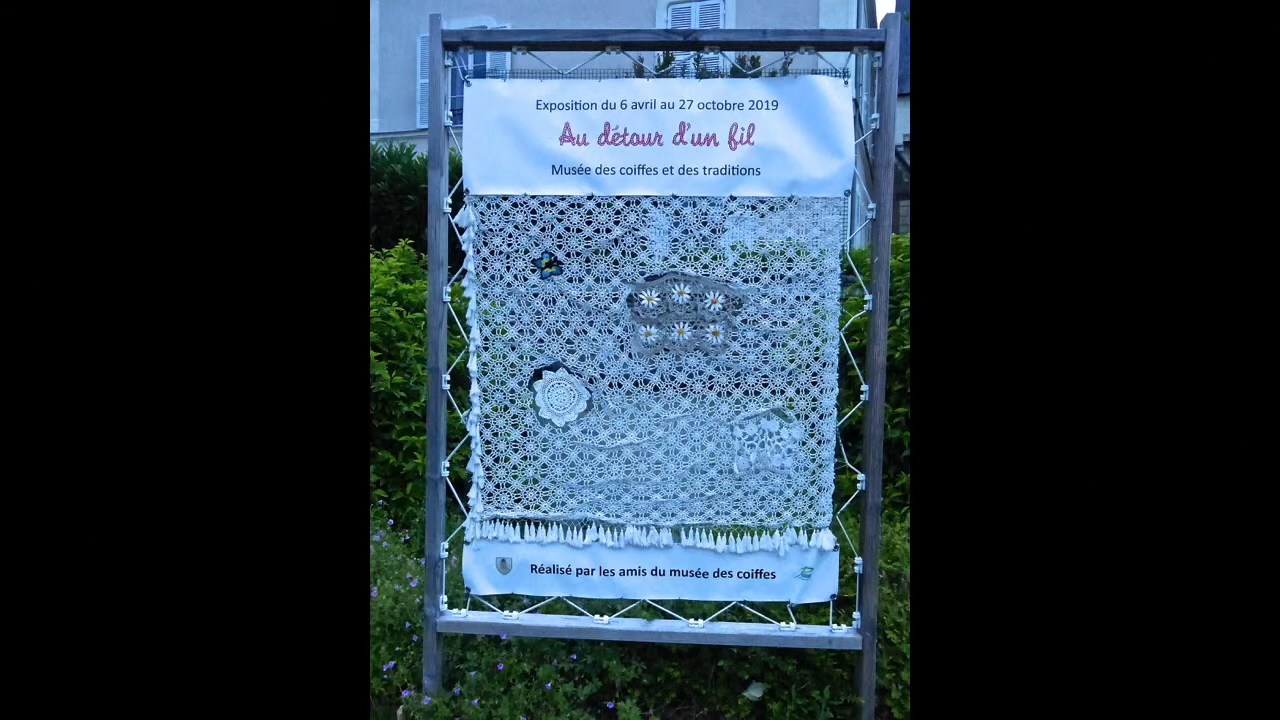 Exposition du 6 avril au 27 octobre 2019
Au détour d'un fil
Musée des coiffes et des traditions
Réalisé par les amis du musée des coiffes